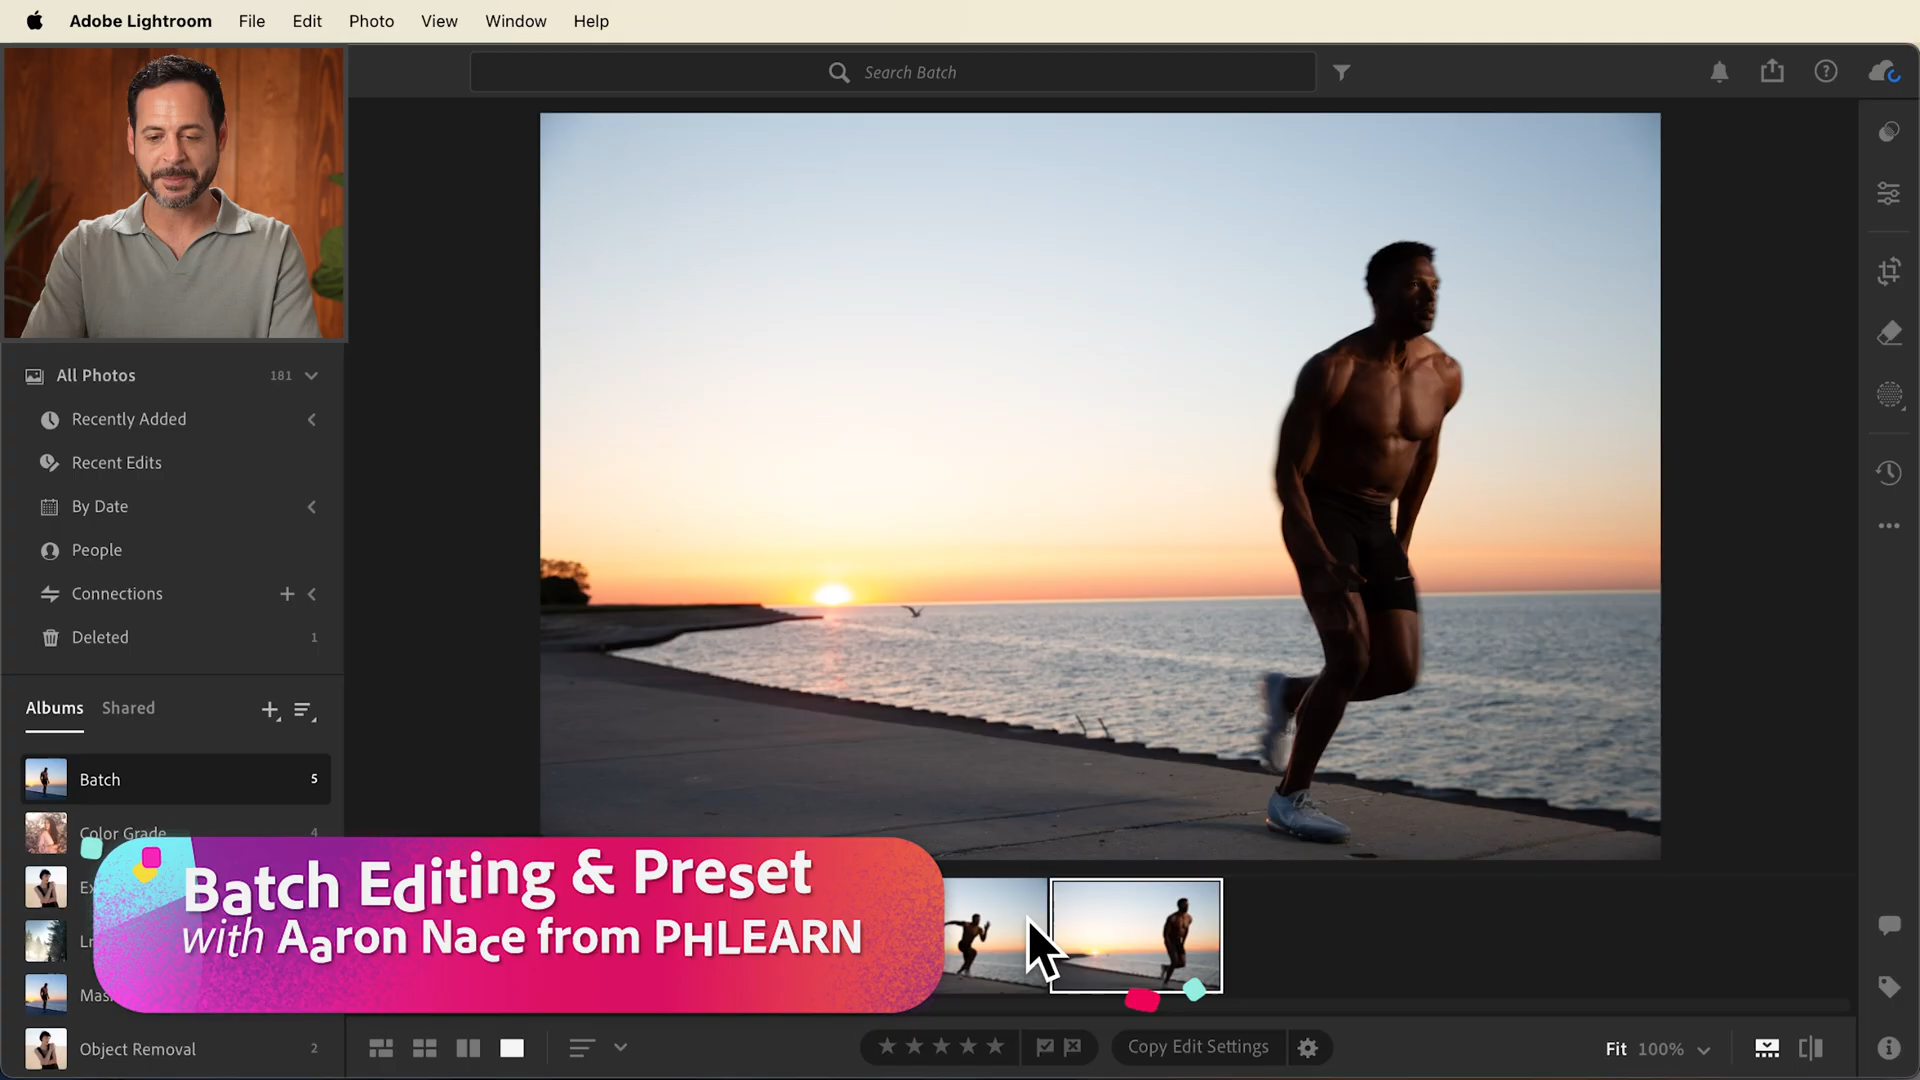 Adobe Lightroom File Edit Photo View Window Help
Search Batch
All Photos 181
Recently Added
Recent Edits
By Date
People
Connections
Deleted 1
Albums Shared
Batch 5
Color Grade 4
Batch Editing & Preset
with Aaron Nace from PHLEARN
Object Removal 2
Copy Edit Settings
Fit 100%